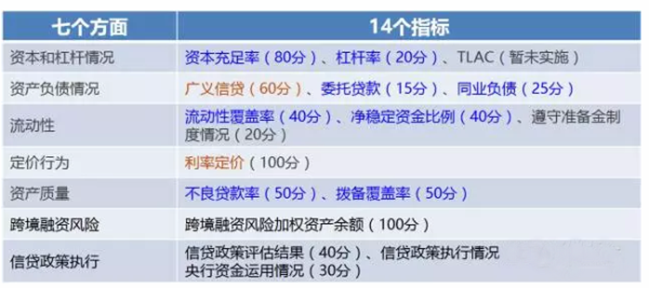 七个方面 14个指标
资本和杠杆情况 资本充足率（80分）、杠杆率（20分）、TLAC（暂未实施）
资产负债情况 广义信贷（60分）、委托贷款（15分）、同业负债（25分）
流动性 流动性覆盖率（40分）、净稳定资金比例（40分）、遵守准备金制
度情况（20分）
定价行为 利率定价（100分）
资产质量 不良贷款率（50分）、拨备覆盖率（50分）
跨境融资风险 跨境融资风险加权资产余额（100分）
信贷政策执行 信贷政策评估结果（40分）、信贷政策执行情况
央行资金运用情况（30分）